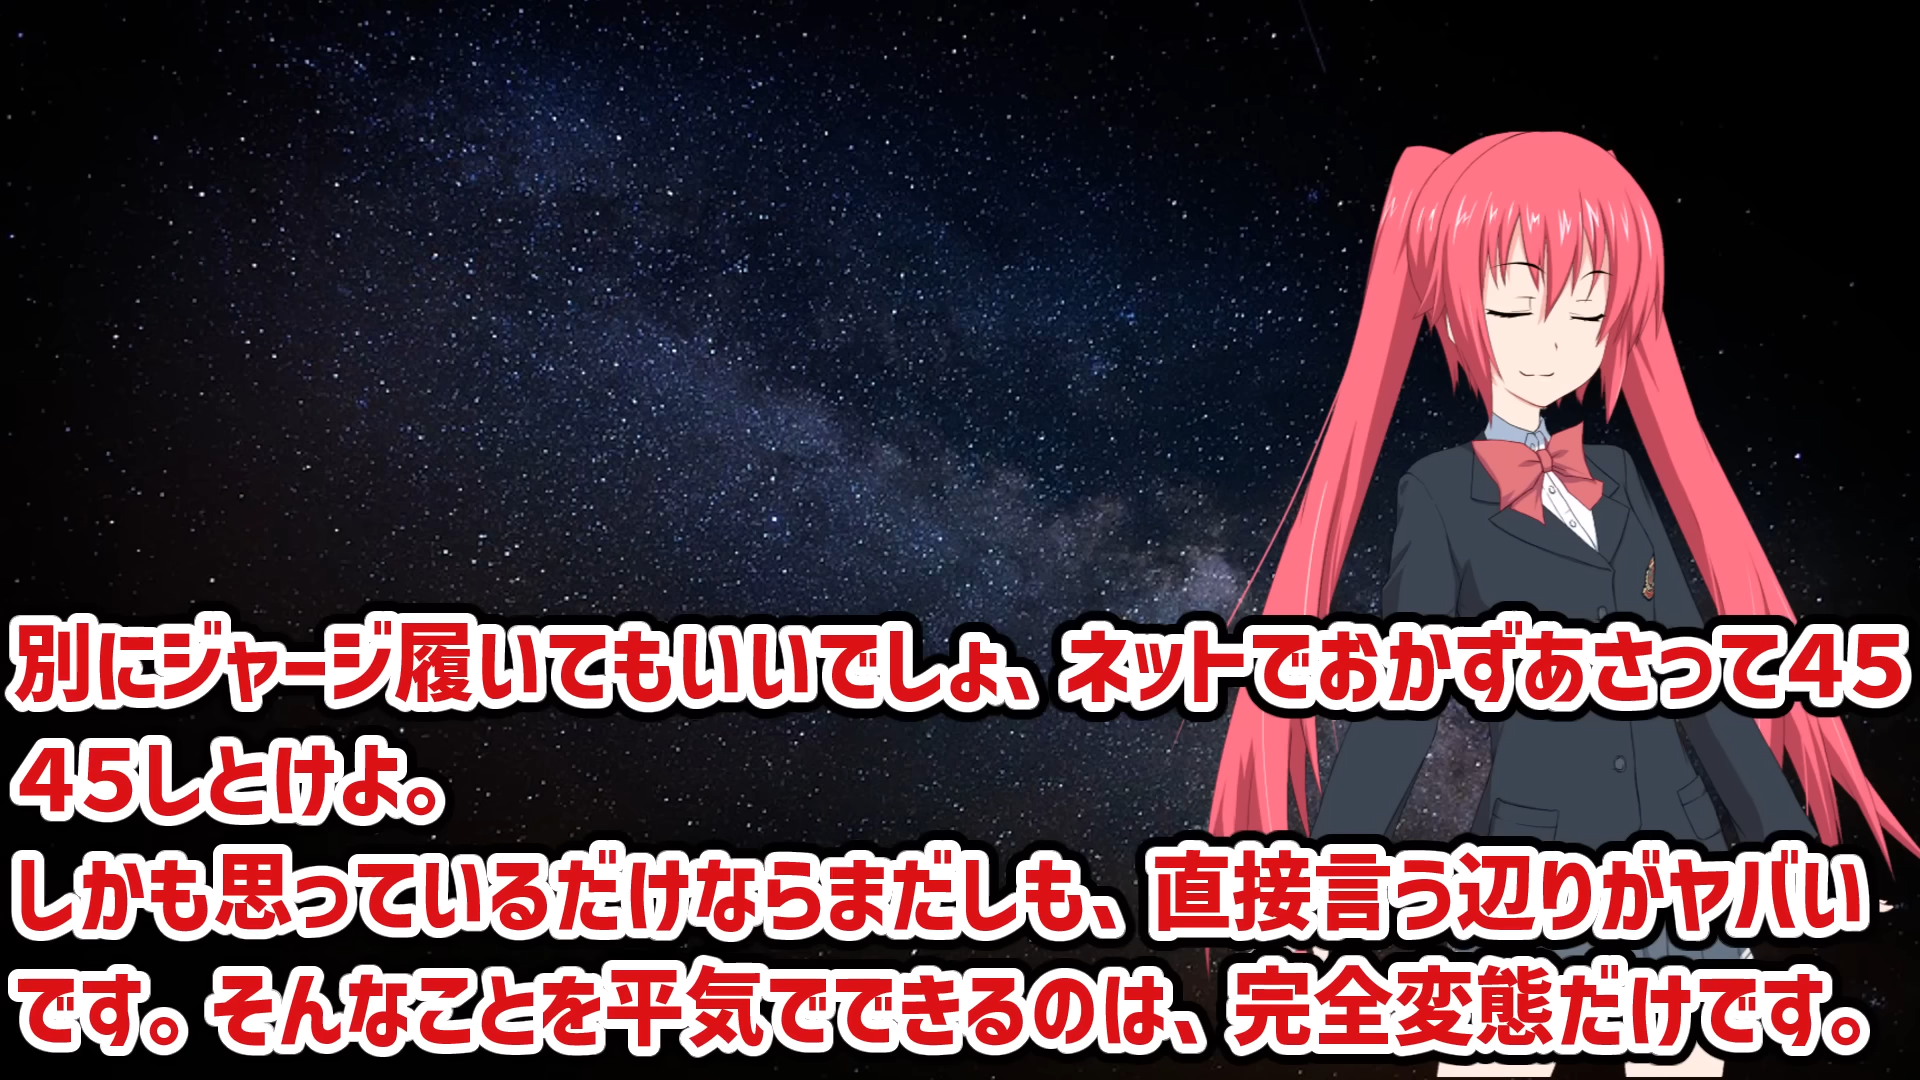 別にジャージ履いてもいいでしょ、ネットでおかずあさって４５
４５しとけよ。
しかも思っているだけならまだしも、直接言う辺りがヤバい
です。そんなことを平気でできるのは、完全変態だけです。